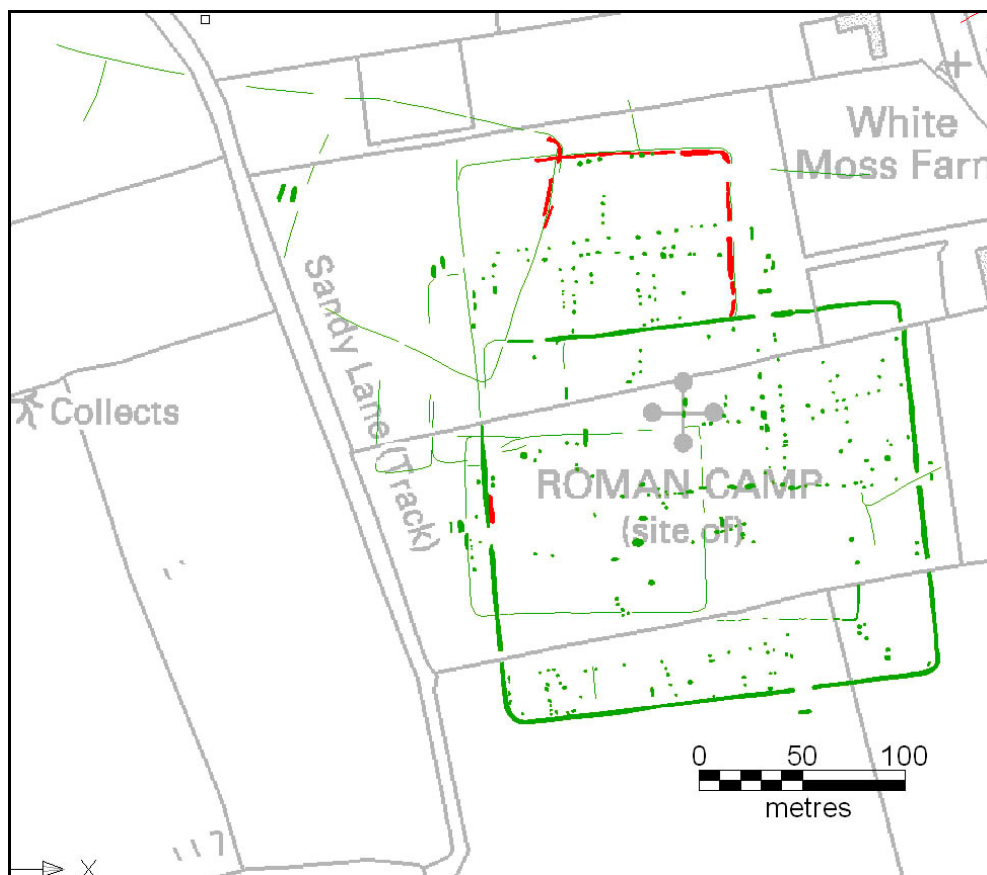 White
Moss Farm
Sandy Lane (Track)
Collects
ROMAN CAMP
(site of)
0 50 100
metres
X